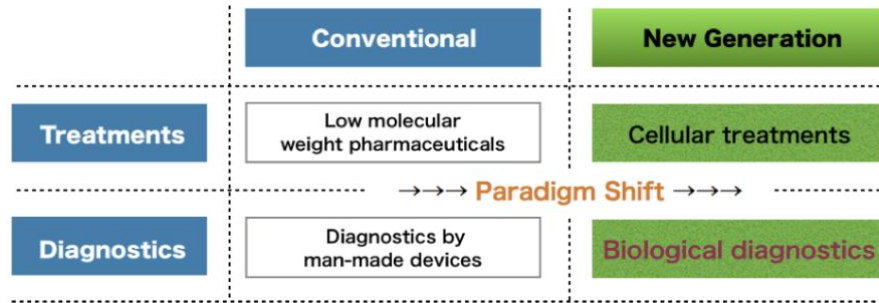 Conventional
New Generation
Treatments
Low molecular
weight pharmaceuticals
Cellular treatments
→→→ Paradigm Shift →→→
Diagnostics
Diagnostics by
man-made devices
Biological diagnostics